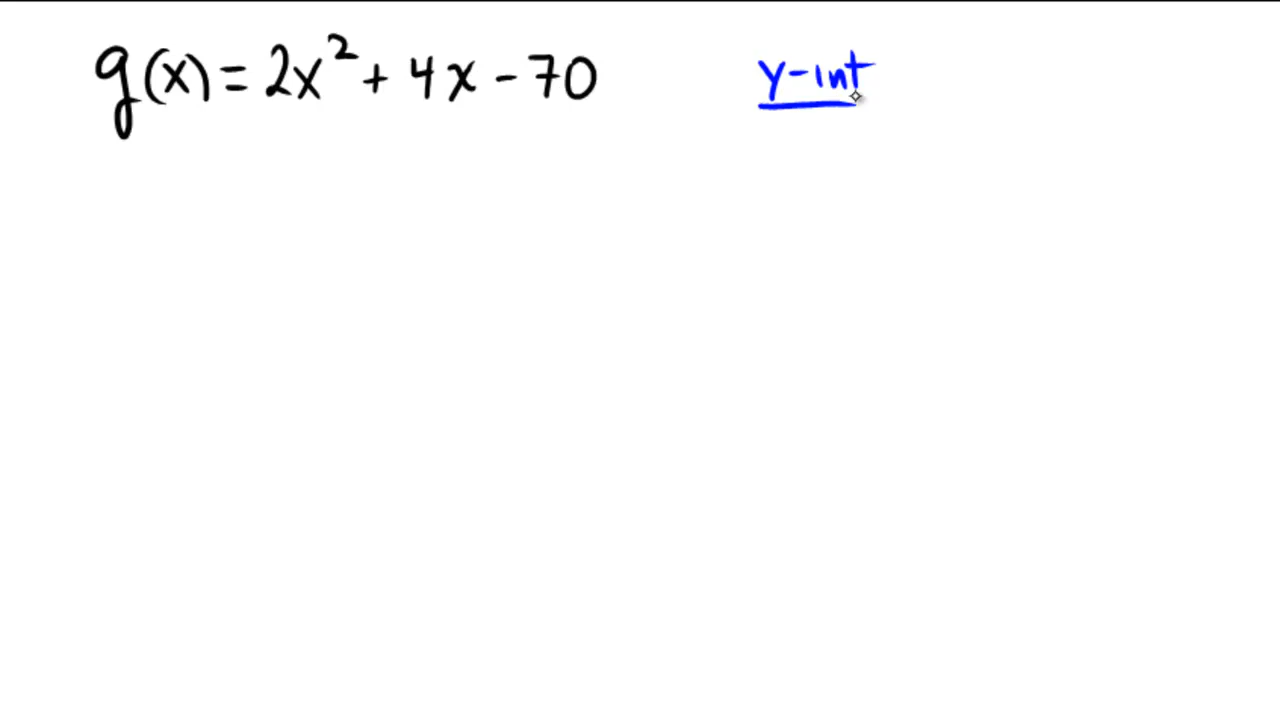 g(x) = 2x² + 4x - 70
y-int